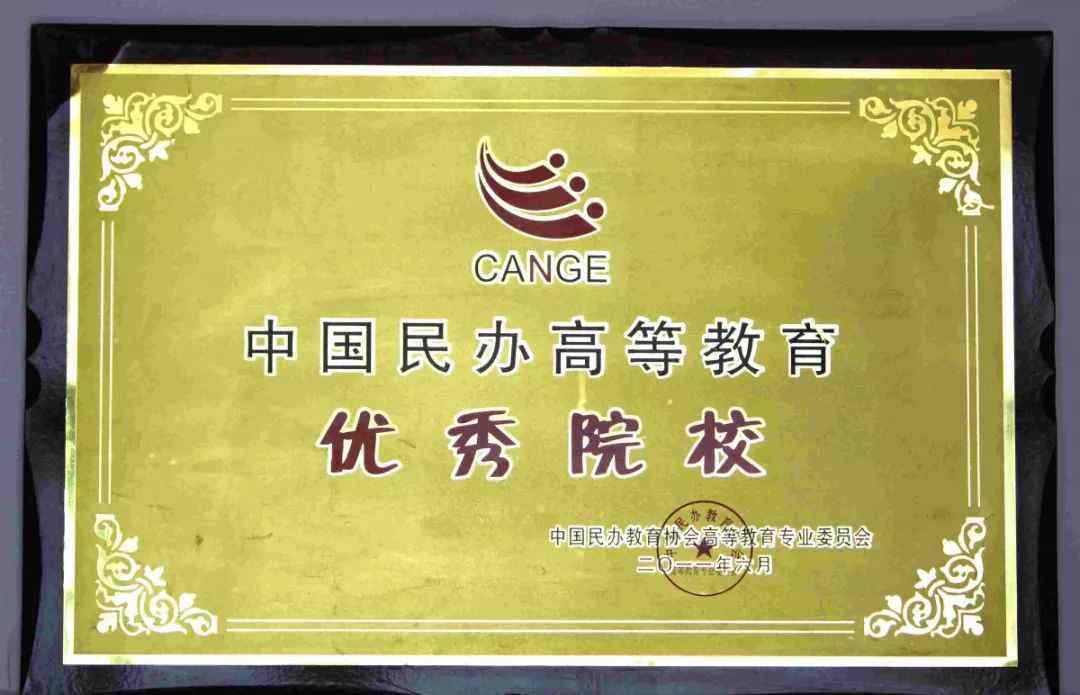 CANGE
中国民办高等教育
优秀院校
中国民办教育协会高等教育专业委员会
二〇一一年六月